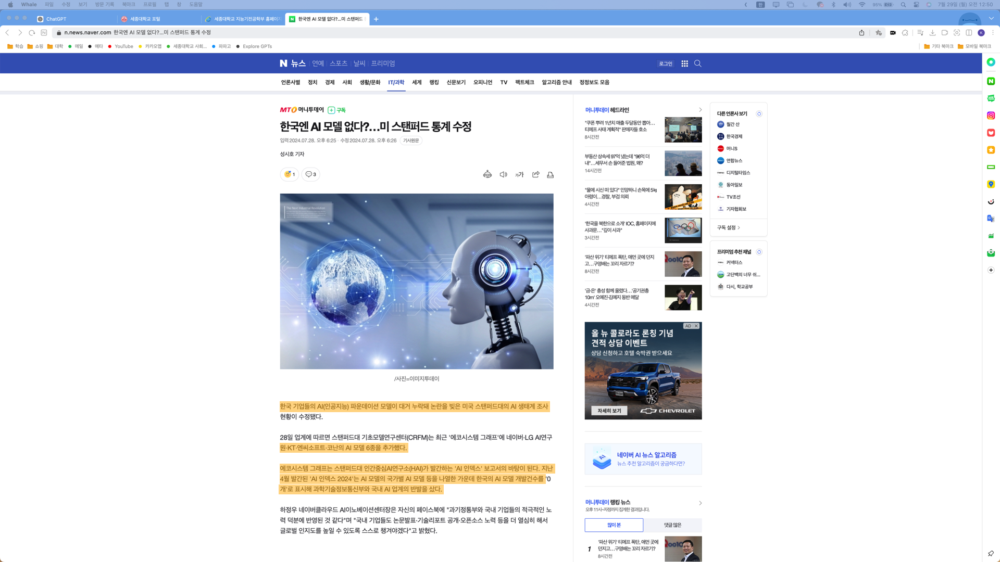 Whale 파일 수정 보기 방문 기록 북마크 프로필 탭 창 도움말
한 95% 7월 29일 (월) 오전 12:50
ChatGPT
세종대학교 포털
세종대학교 지능기전공학부 홈페이지
한국엔 AI 모델 없다?…미 스탠퍼드
n.news.naver.com 한국엔 AI 모델 없다?…미 스탠퍼드 통계 수정
학습 쇼핑 대학 메일 에타 YouTube 카카오맵 세종대학교 사회... 파파고 Explore GPTs
기타 북마크 모바일 북마크
N 뉴스 연예 스포츠 날씨 프리미엄
로그인
언론사별 정치 경제 사회 생활/문화 IT/과학 세계 랭킹 신문보기 오피니언 TV 팩트체크 알고리즘 안내 정정보도 모음
MT 머니투데이 구독
한국엔 AI 모델 없다?…미 스탠퍼드 통계 수정
입력 2024.07.28. 오후 6:25 · 수정 2024.07.28. 오후 6:26 기사원문
성시호 기자
1 3
가가
The Next Industrial Revolution
/사진=이미지투데이
한국 기업들의 AI(인공지능) 파운데이션 모델이 대거 누락돼 논란을 빚은 미국 스탠퍼드대의 AI 생태계 조사
현황이 수정됐다.
28일 업계에 따르면 스탠퍼드대 기초모델연구센터(CRFM)는 최근 '에코시스템 그래프'에 네이버·LG AI연구
원·KT·엔씨소프트·코난의 AI 모델 6종을 추가했다.
에코시스템 그래프는 스탠퍼드대 인간중심AI연구소(HAI)가 발간하는 'AI 인덱스' 보고서의 바탕이 된다. 지난
4월 발간된 'AI 인덱스 2024'는 AI 모델의 국가별 AI 모델 등을 나열한 가운데 한국의 AI 모델 개발건수를 '0
개'로 표시해 과학기술정보통신부와 국내 AI 업계의 반발을 샀다.
하정우 네이버클라우드 AI이노베이션센터장은 자신의 페이스북에 "과기정통부와 국내 기업들의 적극적인 노
력 덕분에 반영된 것 같다"며 "국내 기업들도 논문발표·기술리포트 공개·오픈소스 노력 등을 더 열심히 해서
글로벌 인지도를 높일 수 있도록 스스로 챙겨야겠다"고 밝혔다.
머니투데이 헤드라인
"쿠폰 뿌려 1년치 매출 두달동안 뽑아…
티메프 사태 계획적" 판매자들 호소
8시간전
부동산 상속세 97억 냈는데 "96억 더
내"…세무서 손 들어준 법원, 왜?
14시간전
"물에 시신 떠 있다" 인양하니 손목에 5kg
아령이…경찰, 부검 의뢰
4시간전
'한국을 북한으로 소개' IOC, 홈페이지에
사과문…"깊이 사과"
3시간전
'파산 위기' 티메프 폭탄, 애먼 곳에 던지
고…구영배는 꼬리 자르기?
8시간전
'금·은' 총성 함께 울렸다…'공기권총
10m' 오예진-김예지 동반 메달
4시간전
AD
올 뉴 콜로라도 론칭 기념
견적 상담 이벤트
상담 신청하고 호텔 숙박권 받으세요
자세히 보기 CHEVROLET
네이버 AI 뉴스 알고리즘
뉴스 추천 알고리즘이 궁금하다면?
머니투데이 랭킹 뉴스
오후 11시~자정까지 집계한 결과입니다.
많이 본 댓글 많은
1 '파산 위기' 티메프 폭탄, 애먼 곳에
던지고…구영배는 꼬리 자르기?
8시간전
다른 언론사 보기
월간 산
한국경제
머니S
연합뉴스
디지털타임스
동아일보
TV조선
기자협회보
구독 설정
프리미엄 추천 채널
커넥터스
고단백의 너무 쉬...
다시, 학교공부